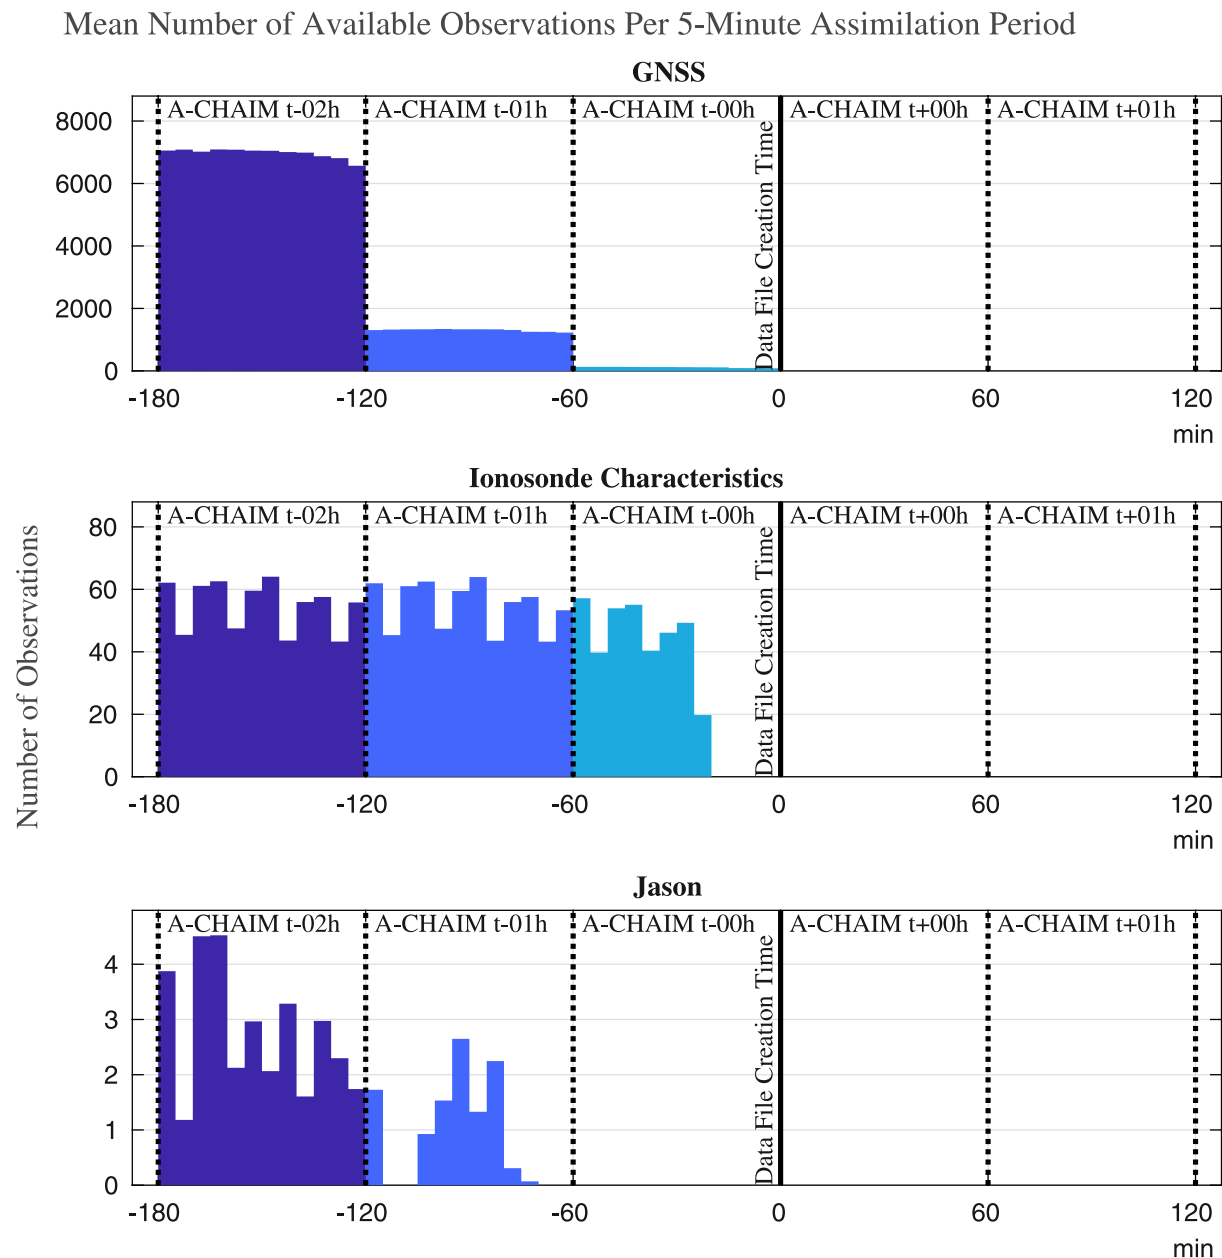 Mean Number of Available Observations Per 5-Minute Assimilation Period
GNSS
A-CHAIM t-02h A-CHAIM t-01h A-CHAIM t-00h A-CHAIM t+00h A-CHAIM t+01h
Data File Creation Time
8000
6000
4000
2000
0
-180 -120 -60 0 60 120
min
Ionosonde Characteristics
A-CHAIM t-02h A-CHAIM t-01h A-CHAIM t-00h A-CHAIM t+00h A-CHAIM t+01h
Data File Creation Time
80
60
40
20
0
-180 -120 -60 0 60 120
min
Number of Observations
Jason
A-CHAIM t-02h A-CHAIM t-01h A-CHAIM t-00h A-CHAIM t+00h A-CHAIM t+01h
Data File Creation Time
4
3
2
1
0
-180 -120 -60 0 60 120
min